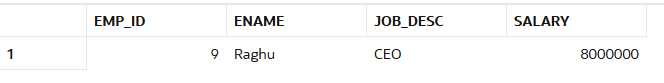 EMP_ID ENAME JOB_DESC SALARY
1 9 Raghu CEO 8000000